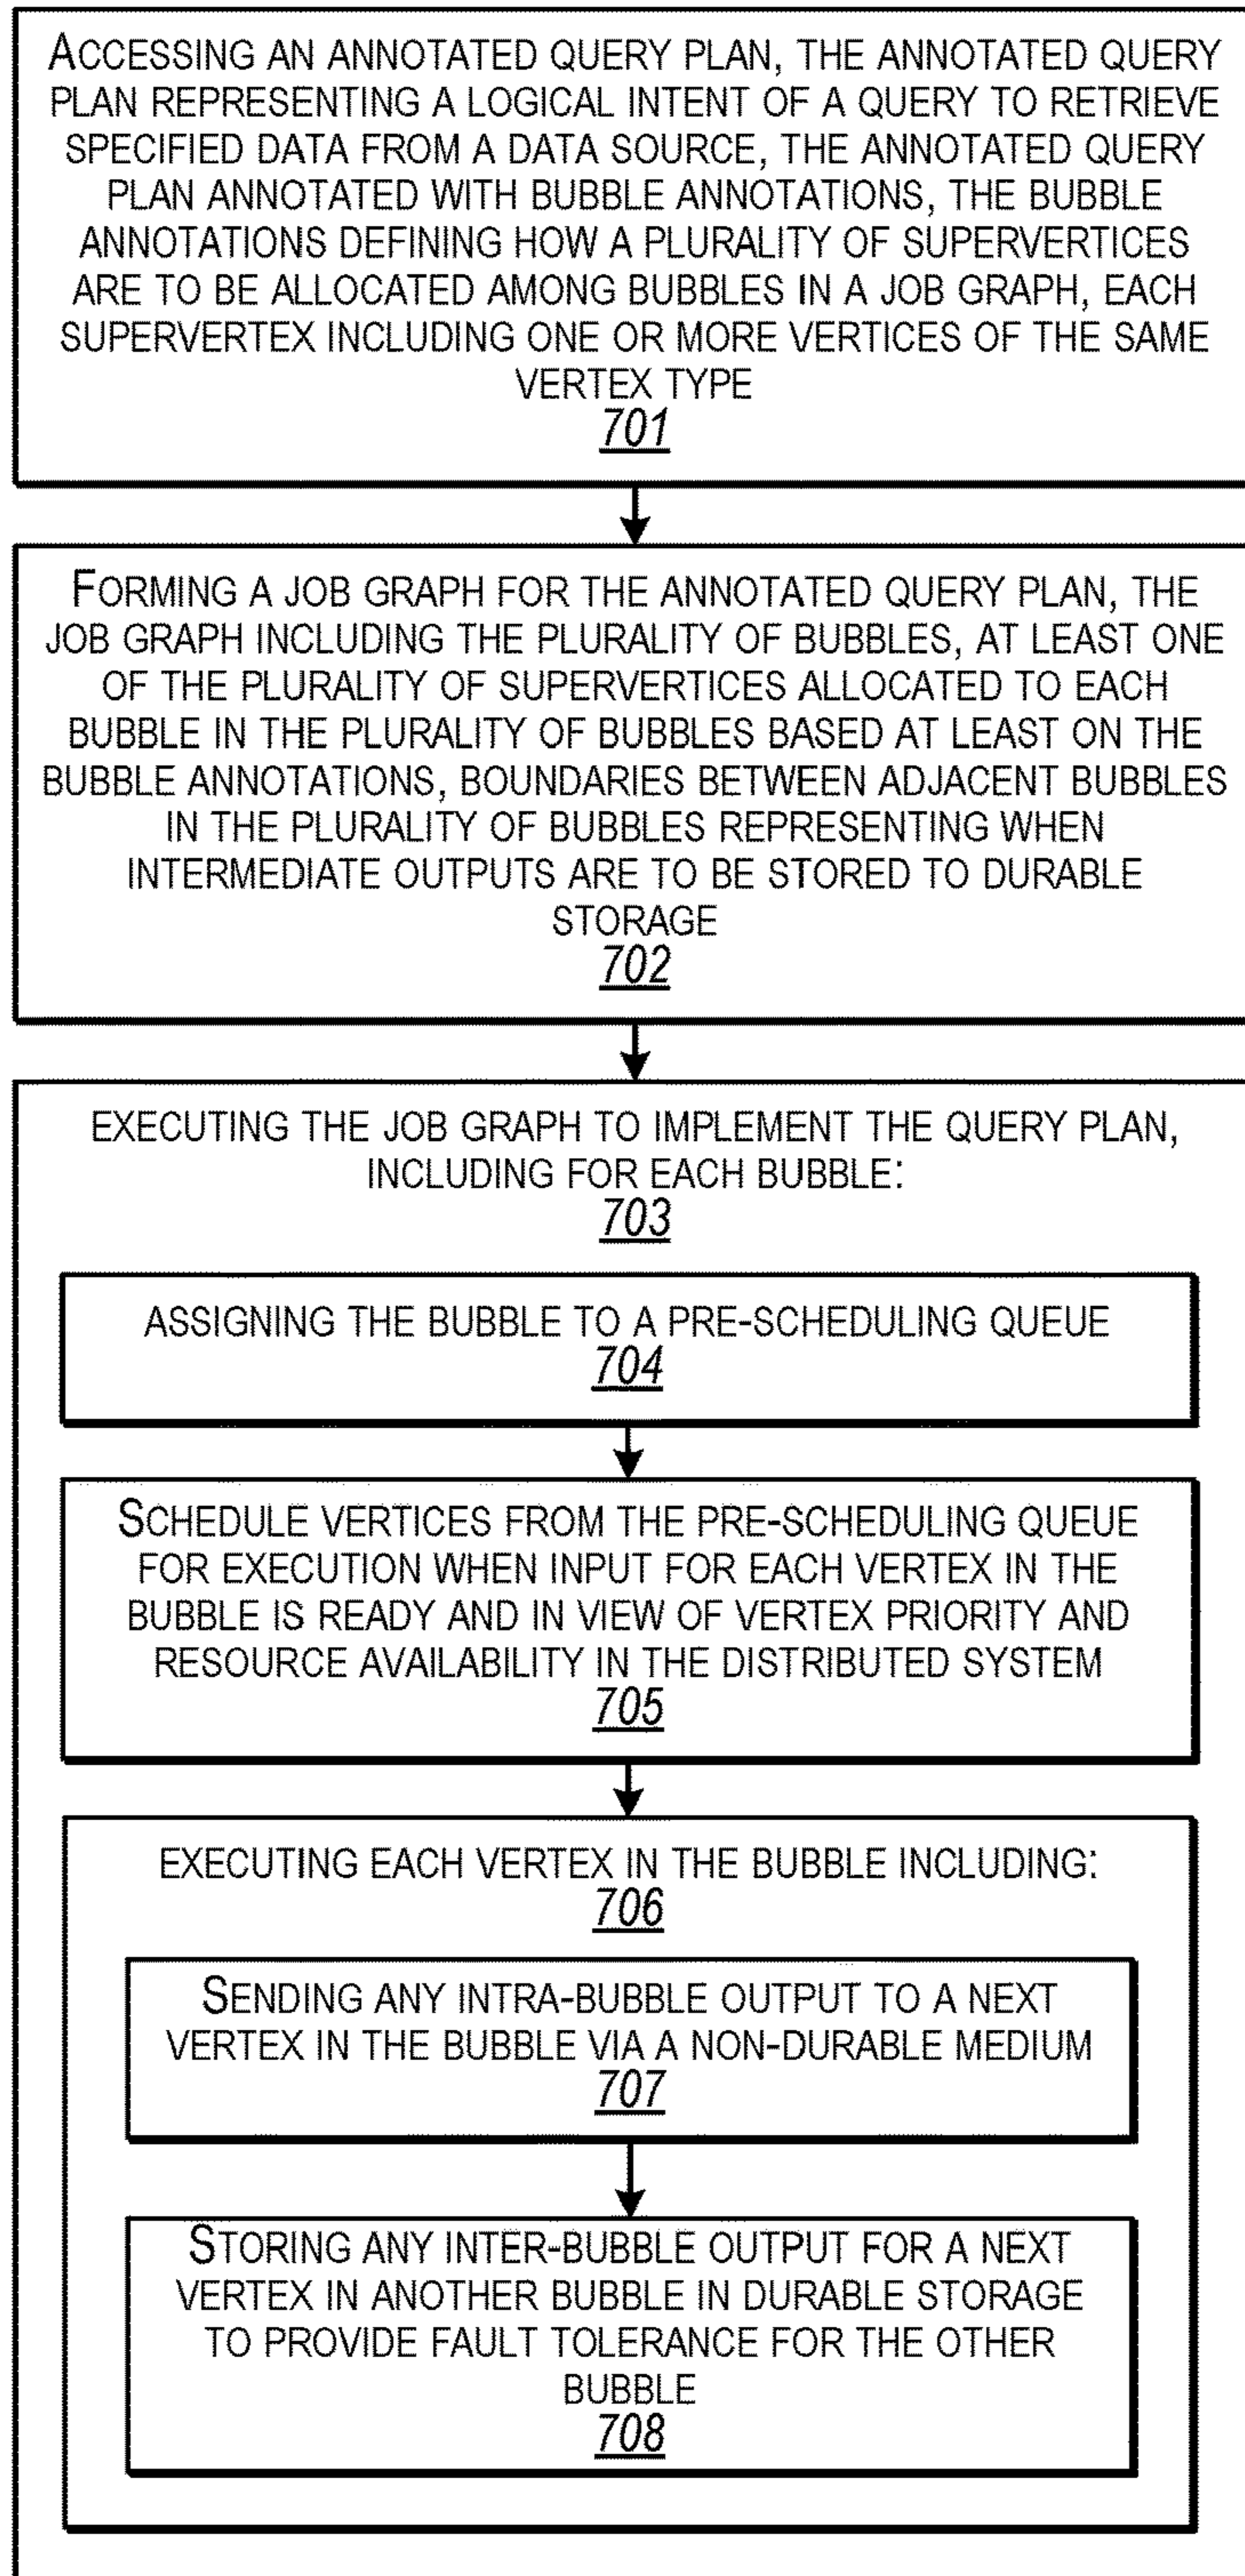 ACCESSING AN ANNOTATED QUERY PLAN, THE ANNOTATED QUERY
PLAN REPRESENTING A LOGICAL INTENT OF A QUERY TO RETRIEVE
SPECIFIED DATA FROM A DATA SOURCE, THE ANNOTATED QUERY
PLAN ANNOTATED WITH BUBBLE ANNOTATIONS, THE BUBBLE
ANNOTATIONS DEFINING HOW A PLURALITY OF SUPERVERTICES
ARE TO BE ALLOCATED AMONG BUBBLES IN A JOB GRAPH, EACH
SUPERVERTEX INCLUDING ONE OR MORE VERTICES OF THE SAME
VERTEX TYPE
701
FORMING A JOB GRAPH FOR THE ANNOTATED QUERY PLAN, THE
JOB GRAPH INCLUDING THE PLURALITY OF BUBBLES, AT LEAST ONE
OF THE PLURALITY OF SUPERVERTICES ALLOCATED TO EACH
BUBBLE IN THE PLURALITY OF BUBBLES BASED AT LEAST ON THE
BUBBLE ANNOTATIONS, BOUNDARIES BETWEEN ADJACENT BUBBLES
IN THE PLURALITY OF BUBBLES REPRESENTING WHEN
INTERMEDIATE OUTPUTS ARE TO BE STORED TO DURABLE
STORAGE
702
EXECUTING THE JOB GRAPH TO IMPLEMENT THE QUERY PLAN,
INCLUDING FOR EACH BUBBLE:
703
ASSIGNING THE BUBBLE TO A PRE-SCHEDULING QUEUE
704
SCHEDULE VERTICES FROM THE PRE-SCHEDULING QUEUE
FOR EXECUTION WHEN INPUT FOR EACH VERTEX IN THE
BUBBLE IS READY AND IN VIEW OF VERTEX PRIORITY AND
RESOURCE AVAILABILITY IN THE DISTRIBUTED SYSTEM
705
EXECUTING EACH VERTEX IN THE BUBBLE INCLUDING:
706
SENDING ANY INTRA-BUBBLE OUTPUT TO A NEXT
VERTEX IN THE BUBBLE VIA A NON-DURABLE MEDIUM
707
STORING ANY INTER-BUBBLE OUTPUT FOR A NEXT
VERTEX IN ANOTHER BUBBLE IN DURABLE STORAGE
TO PROVIDE FAULT TOLERANCE FOR THE OTHER
BUBBLE
708